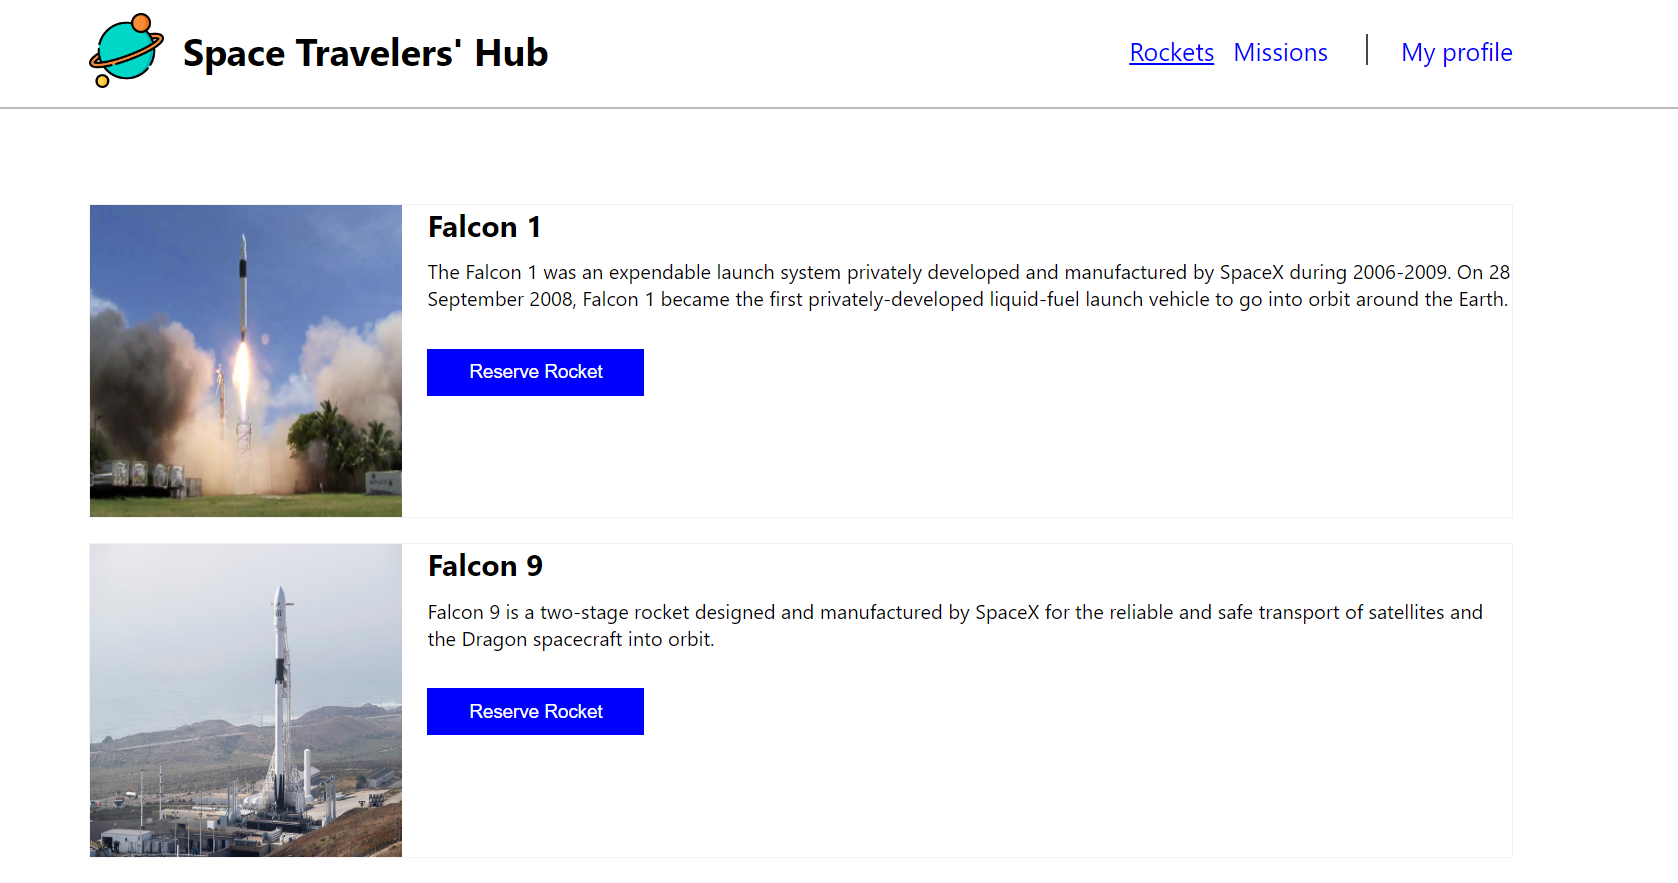 Space Travelers' Hub
Rockets Missions My profile
Falcon 1
The Falcon 1 was an expendable launch system privately developed and manufactured by SpaceX during 2006-2009. On 28
September 2008, Falcon 1 became the first privately-developed liquid-fuel launch vehicle to go into orbit around the Earth.
Reserve Rocket
Falcon 9
Falcon 9 is a two-stage rocket designed and manufactured by SpaceX for the reliable and safe transport of satellites and
the Dragon spacecraft into orbit.
Reserve Rocket